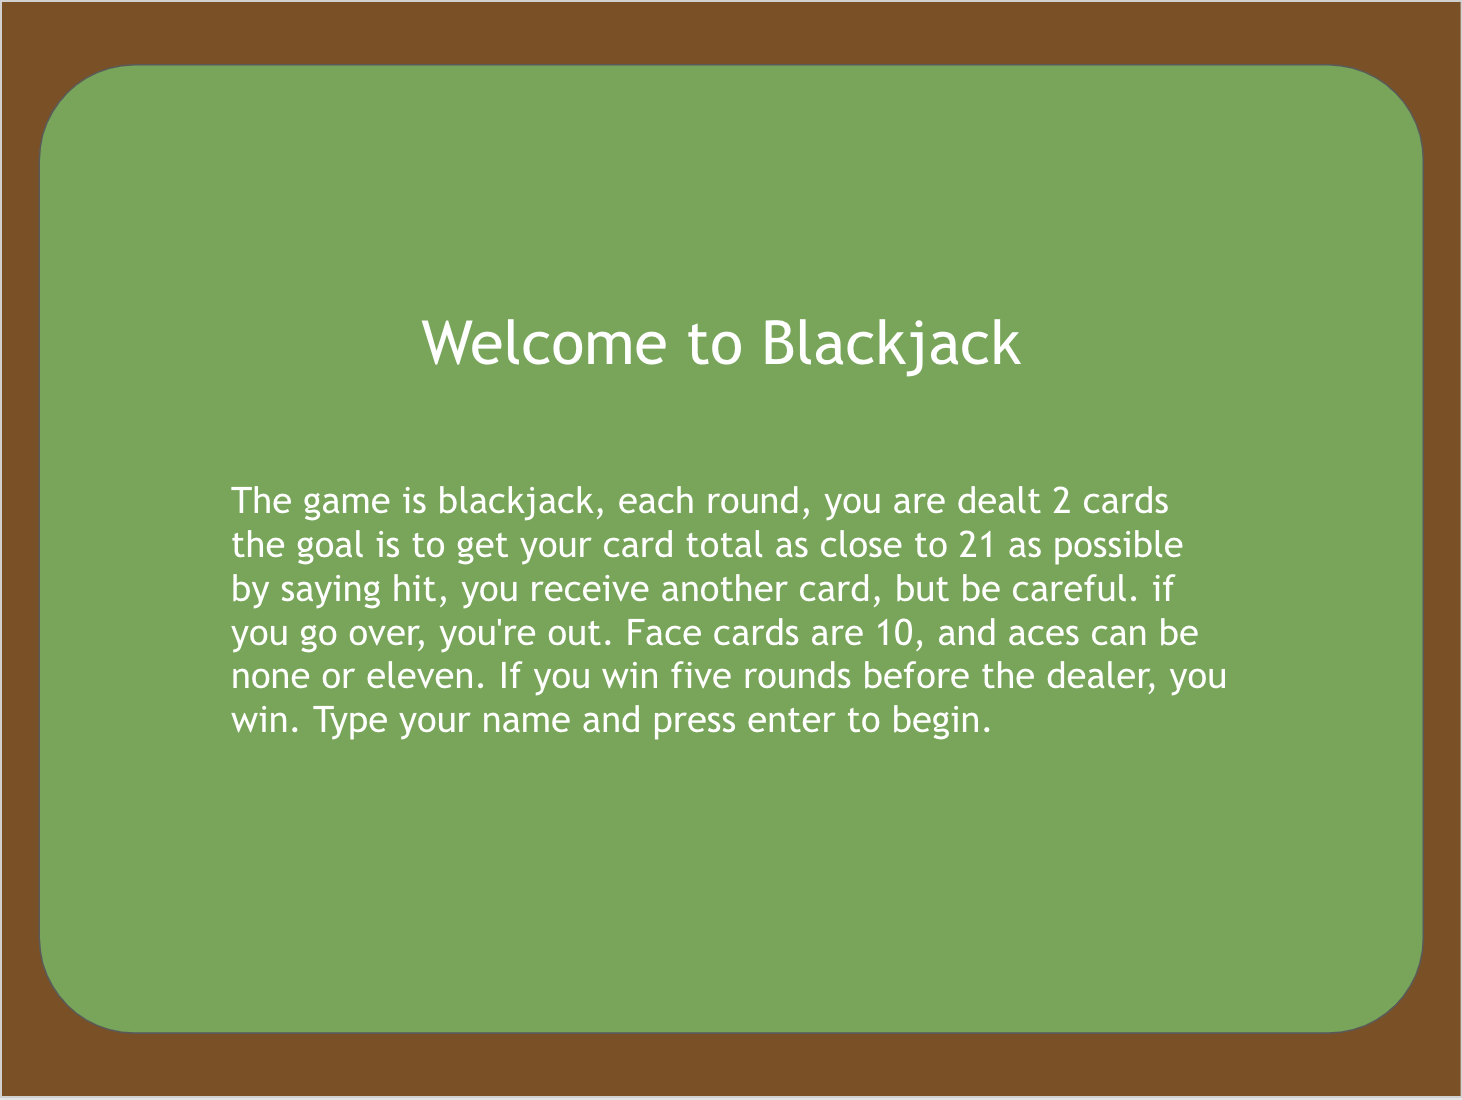 Welcome to Blackjack
The game is blackjack, each round, you are dealt 2 cards
the goal is to get your card total as close to 21 as possible
by saying hit, you receive another card, but be careful. if
you go over, you're out. Face cards are 10, and aces can be
none or eleven. If you win five rounds before the dealer, you
win. Type your name and press enter to begin.